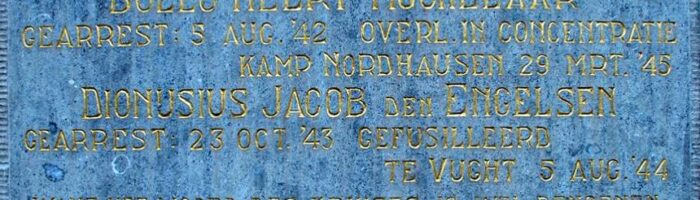 GEARREST: 5 AUG. '42 OVERL. IN CONCENTRATIE
KAMP NORDHAUSEN 29 MRT. '45
DIONUSIUS JACOB DEN ENGELSEN
GEARREST: 23 OCT. '43 GEFUSILLEERD
TE VUGHT 5 AUG. '44